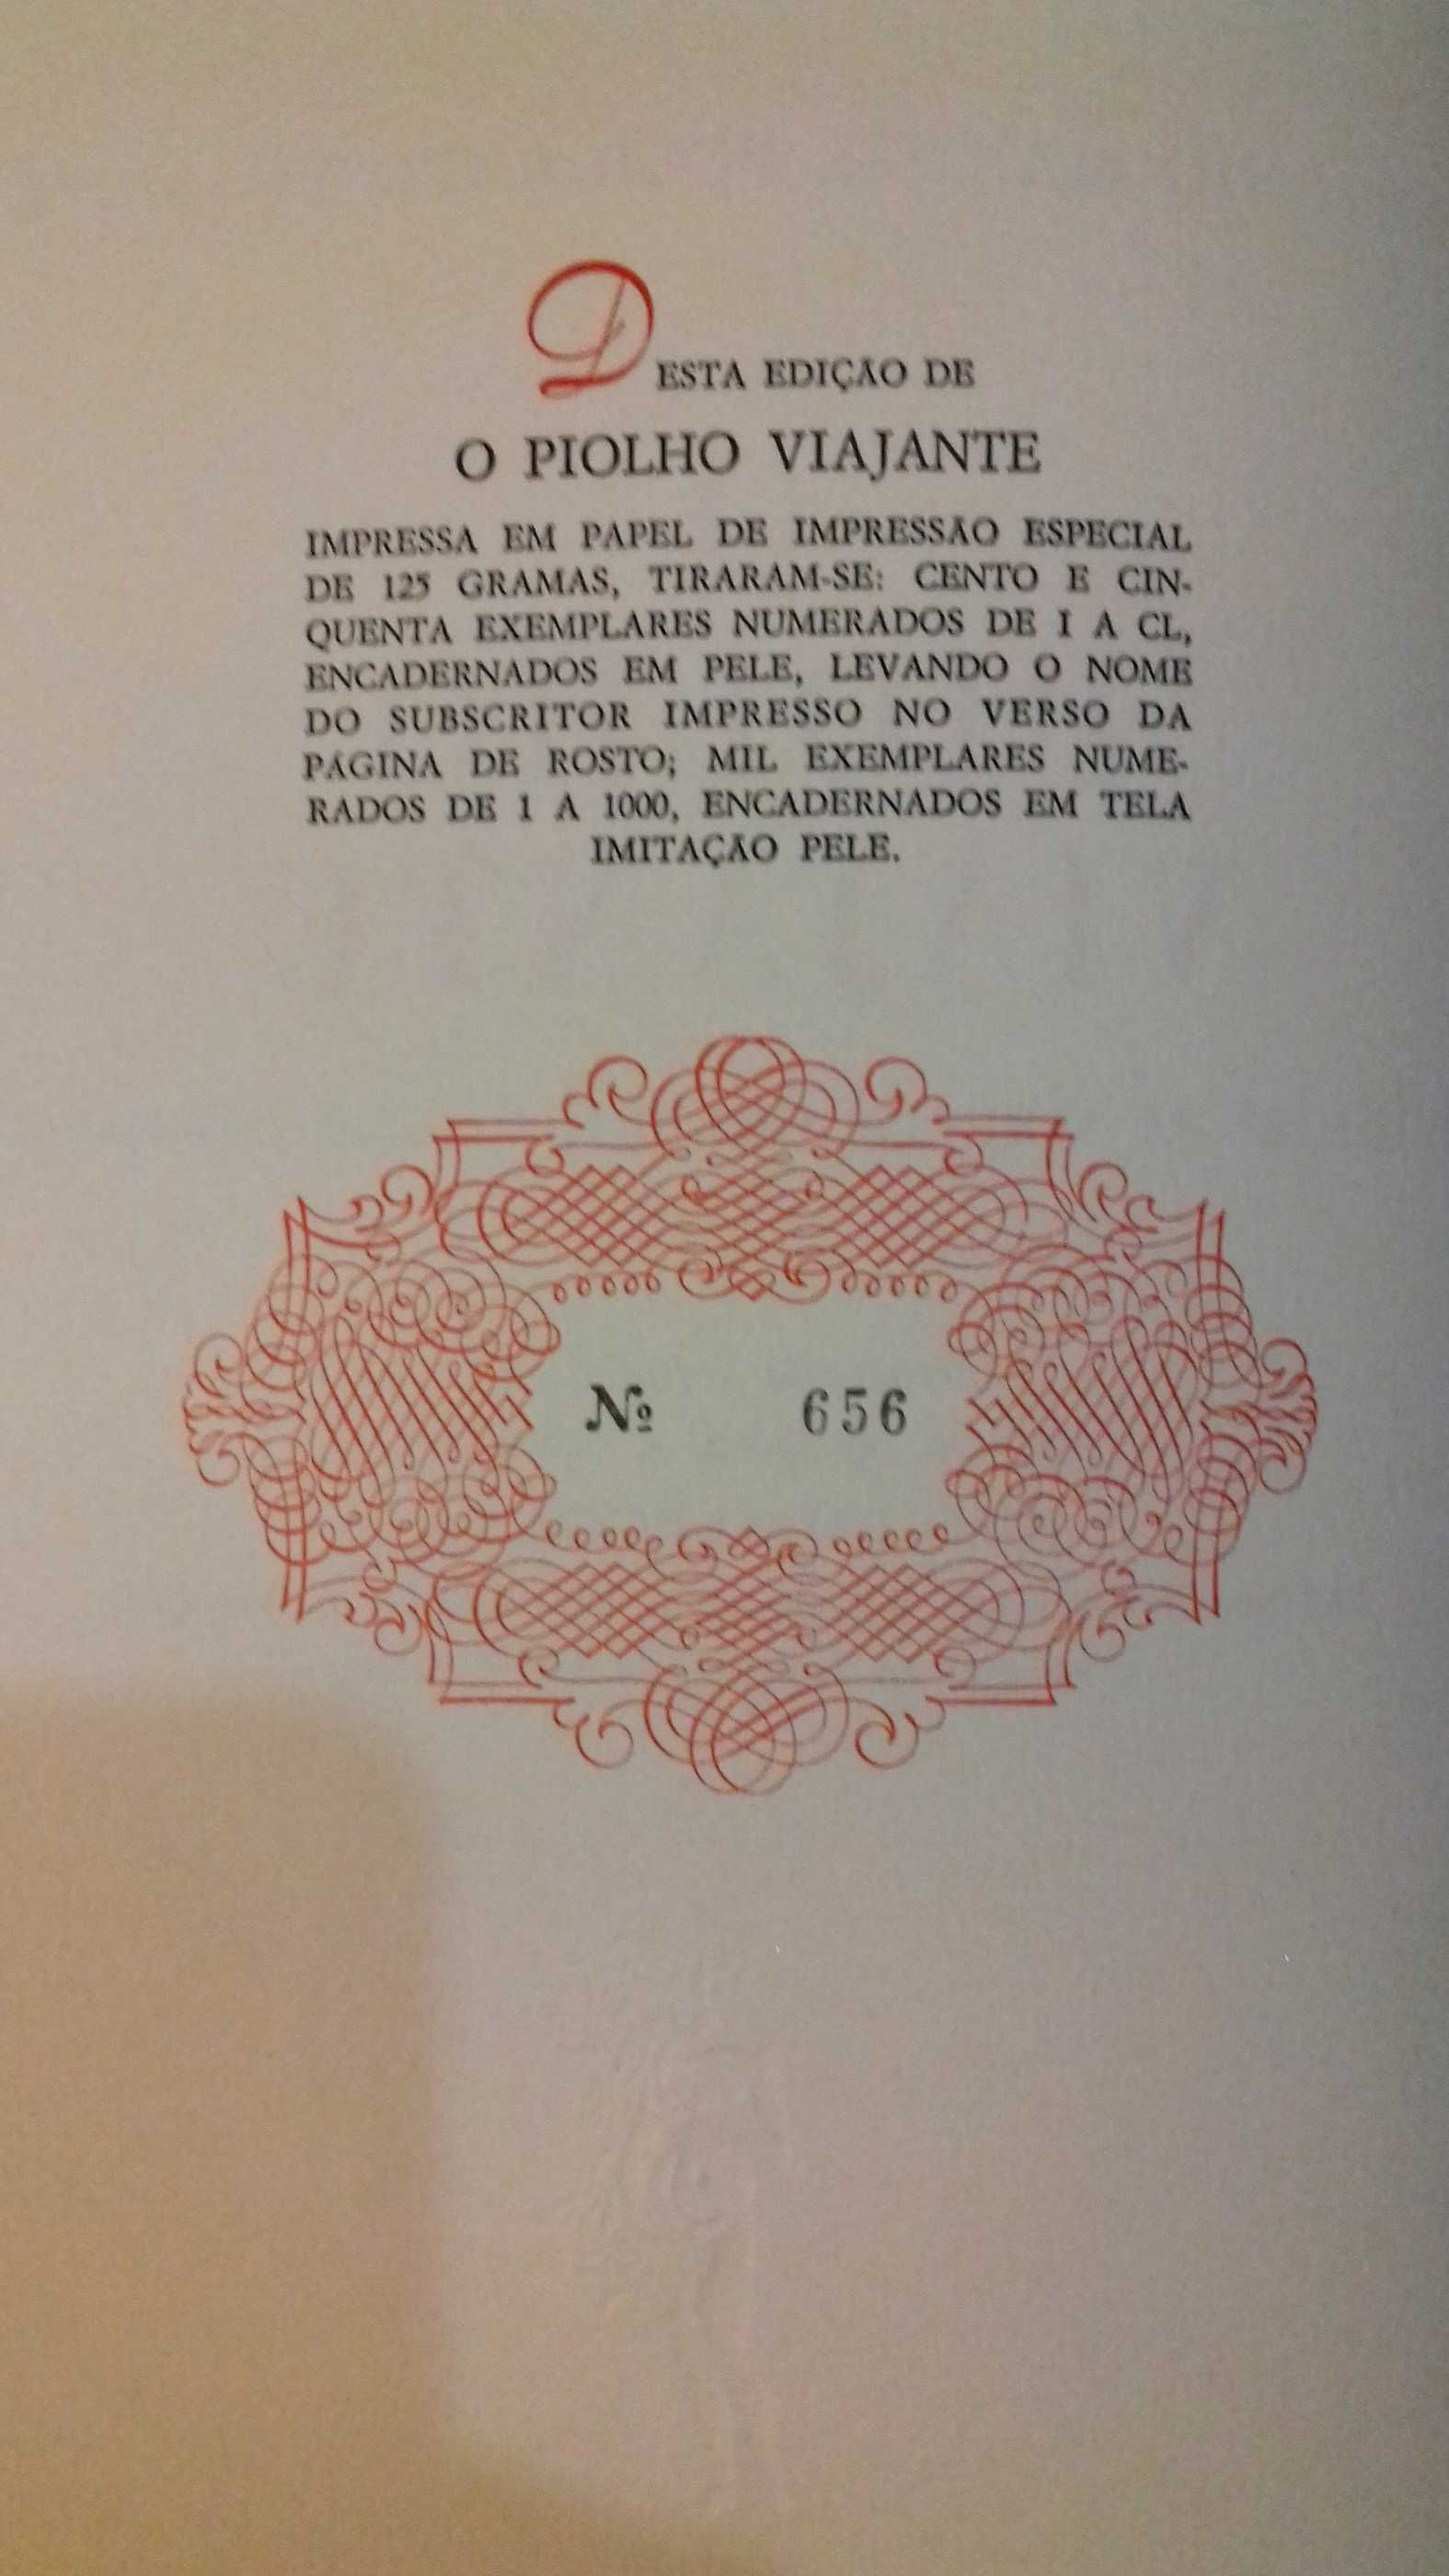 DESTA EDIÇÃO DE
O PIOLHO VIAJANTE
IMPRESSA EM PAPEL DE IMPRESSÃO ESPECIAL
DE 125 GRAMAS, TIRARAM-SE: CENTO E CIN-
QUENTA EXEMPLARES NUMERADOS DE I A CL,
ENCADERNADOS EM PELE, LEVANDO O NOME
DO SUBSCRITOR IMPRESSO NO VERSO DA
PÁGINA DE ROSTO; MIL EXEMPLARES NUME-
RADOS DE 1 A 1000, ENCADERNADOS EM TELA
IMITAÇÃO PELE.
Nº 656